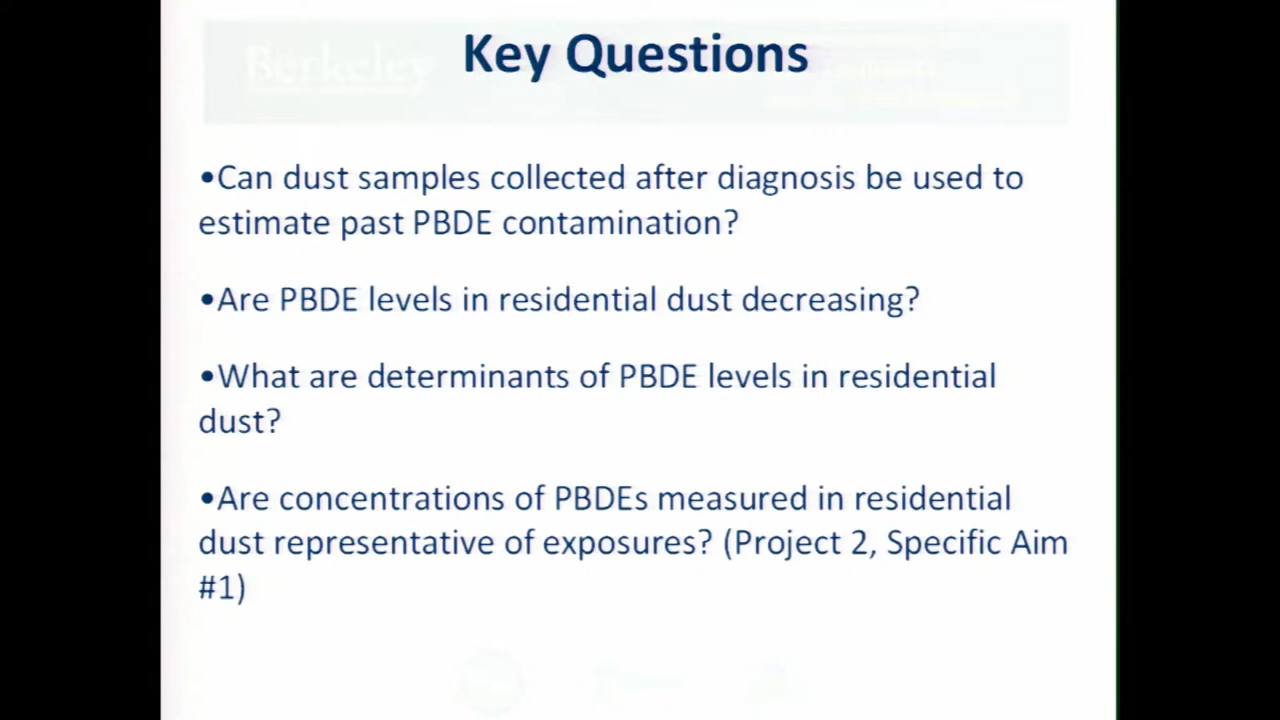 Berkeley
Key Questions
•Can dust samples collected after diagnosis be used to
estimate past PBDE contamination?
•Are PBDE levels in residential dust decreasing?
•What are determinants of PBDE levels in residential
dust?
•Are concentrations of PBDEs measured in residential
dust representative of exposures? (Project 2, Specific Aim
#1)